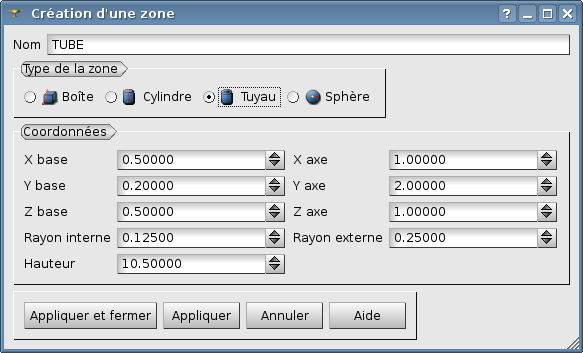 Création d'une zone
Nom TUBE
Type de la zone
Boîte Cylindre Tuyau Sphère
Coordonnées
X base 0.50000 X axe 1.00000
Y base 0.20000 Y axe 2.00000
Z base 0.50000 Z axe 1.00000
Rayon interne 0.12500 Rayon externe 0.25000
Hauteur 10.50000
Appliquer et fermer Appliquer Annuler Aide